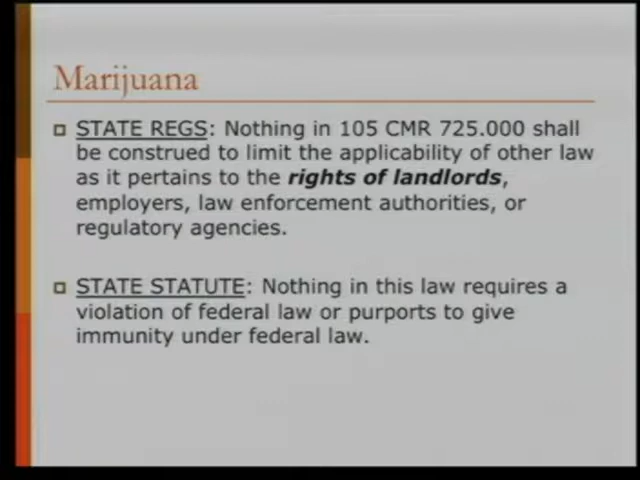 Marijuana
STATE REGS: Nothing in 105 CMR 725.000 shall
be construed to limit the applicability of other law
as it pertains to the rights of landlords,
employers, law enforcement authorities, or
regulatory agencies.
STATE STATUTE: Nothing in this law requires a
violation of federal law or purports to give
immunity under federal law.